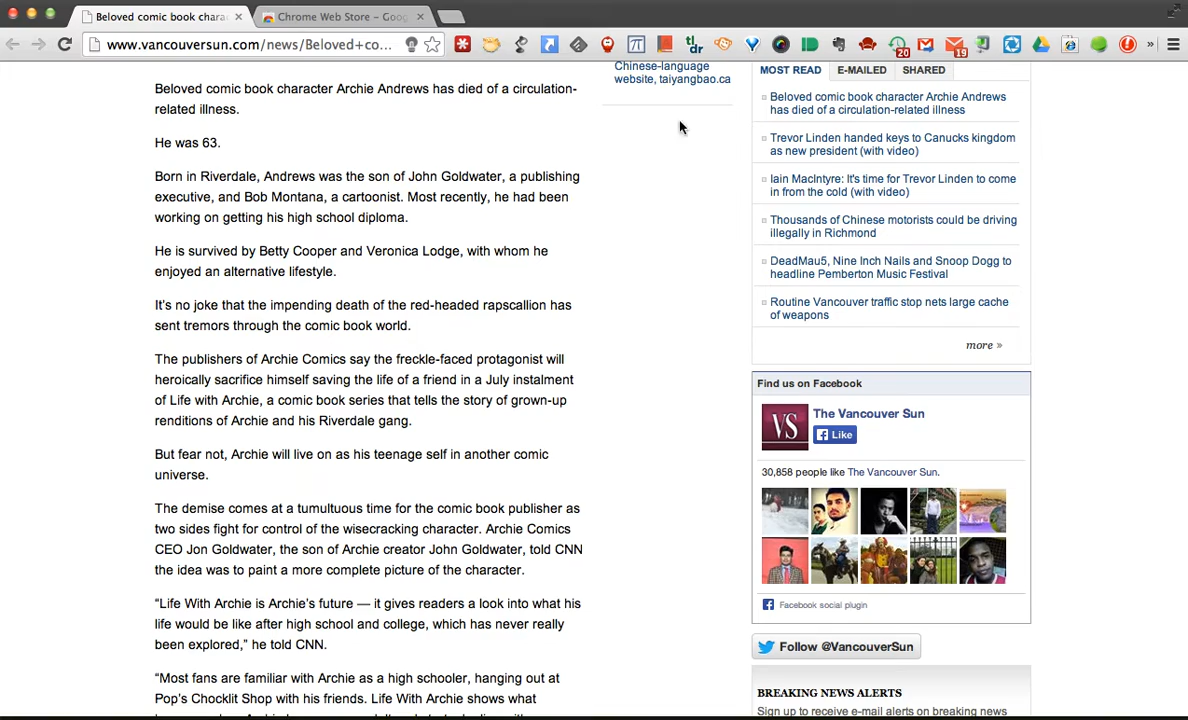 Beloved comic book chara
Chrome Web Store – Goo
www.vancouversun.com/news/Beloved+co...
tl;dr
20
19
Beloved comic book character Archie Andrews has died of a circulation-
related illness.
He was 63.
Born in Riverdale, Andrews was the son of John Goldwater, a publishing
executive, and Bob Montana, a cartoonist. Most recently, he had been
working on getting his high school diploma.
He is survived by Betty Cooper and Veronica Lodge, with whom he
enjoyed an alternative lifestyle.
It's no joke that the impending death of the red-headed rapscallion has
sent tremors through the comic book world.
The publishers of Archie Comics say the freckle-faced protagonist will
heroically sacrifice himself saving the life of a friend in a July instalment
of Life with Archie, a comic book series that tells the story of grown-up
renditions of Archie and his Riverdale gang.
But fear not, Archie will live on as his teenage self in another comic
universe.
The demise comes at a tumultuous time for the comic book publisher as
two sides fight for control of the wisecracking character. Archie Comics
CEO Jon Goldwater, the son of Archie creator John Goldwater, told CNN
the idea was to paint a more complete picture of the character.
“Life With Archie is Archie’s future — it gives readers a look into what his
life would be like after high school and college, which has never really
been explored,” he told CNN.
“Most fans are familiar with Archie as a high schooler, hanging out at
Pop’s Chocklit Shop with his friends. Life With Archie shows what
Chinese-language
website, taiyangbao.ca
MOST READ E-MAILED SHARED
Beloved comic book character Archie Andrews
has died of a circulation-related illness
Trevor Linden handed keys to Canucks kingdom
as new president (with video)
Iain MacIntyre: It's time for Trevor Linden to come
in from the cold (with video)
Thousands of Chinese motorists could be driving
illegally in Richmond
DeadMau5, Nine Inch Nails and Snoop Dogg to
headline Pemberton Music Festival
Routine Vancouver traffic stop nets large cache
of weapons
more »
Find us on Facebook
VS
The Vancouver Sun
Like
30,858 people like The Vancouver Sun.
Facebook social plugin
Follow @VancouverSun
BREAKING NEWS ALERTS
Sign up to receive e-mail alerts on breaking news